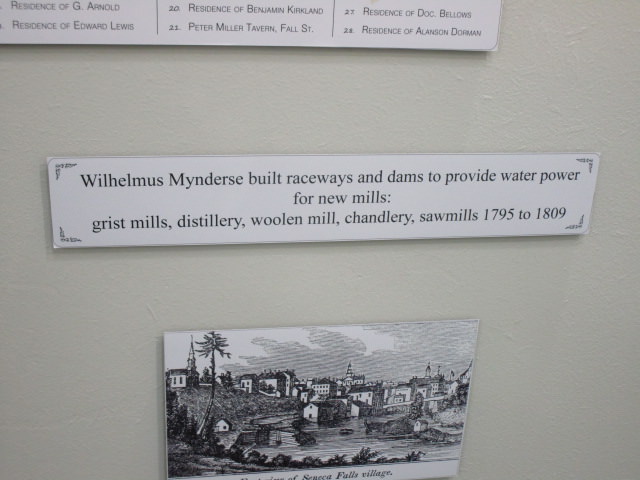 RESIDENCE OF G. ARNOLD
RESIDENCE OF EDWARD LEWIS
20. RESIDENCE OF BENJAMIN KIRKLAND
21. PETER MILLER TAVERN, FALL ST.
27. RESIDENCE OF DOC. BELLOWS
28. RESIDENCE OF ALANSON DORMAN
Wilhelmus Mynderse built raceways and dams to provide water power
for new mills:
grist mills, distillery, woolen mill, chandlery, sawmills 1795 to 1809
view of Seneca Falls village.